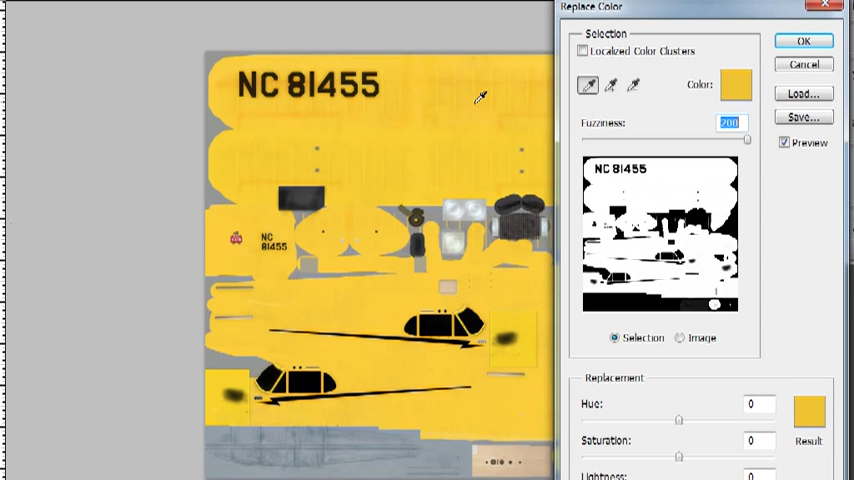 Replace Color
Selection
Localized Color Clusters
OK
Cancel
Load...
Save...
Preview
Color:
Fuzziness:
200
NC 81455
NC 81455
NC
81455
Selection
Image
Replacement
Hue:
0
Saturation:
0
Result
Lightness: